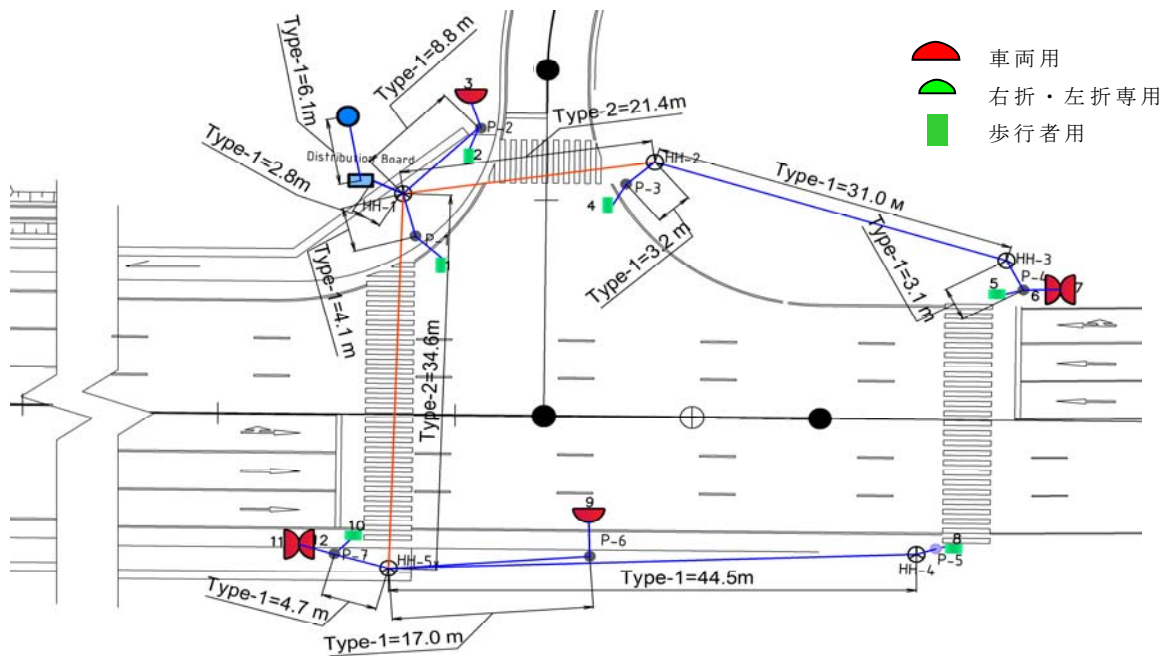 車両用
右折・左折専用
歩行者用
Type-1=8.8m
Type-1=6.1m
3
P-2
Type-2=21.4m
2
Distribution Board
HH-2
Type-1=2.8m
P-3
Type-1=31.0 м
HH-1
4
P-1
1
Type-1=3.2 m
Type-1=3.1 m
HH-3
P-4
5
6
7
Type-1=4.1 m
Type-2=34.6m
9
10
11
12
P-7
P-6
8
HH-5
HH-4
P-5
Type-1=44.5m
Type-1=4.7 m
Type-1=17.0 m